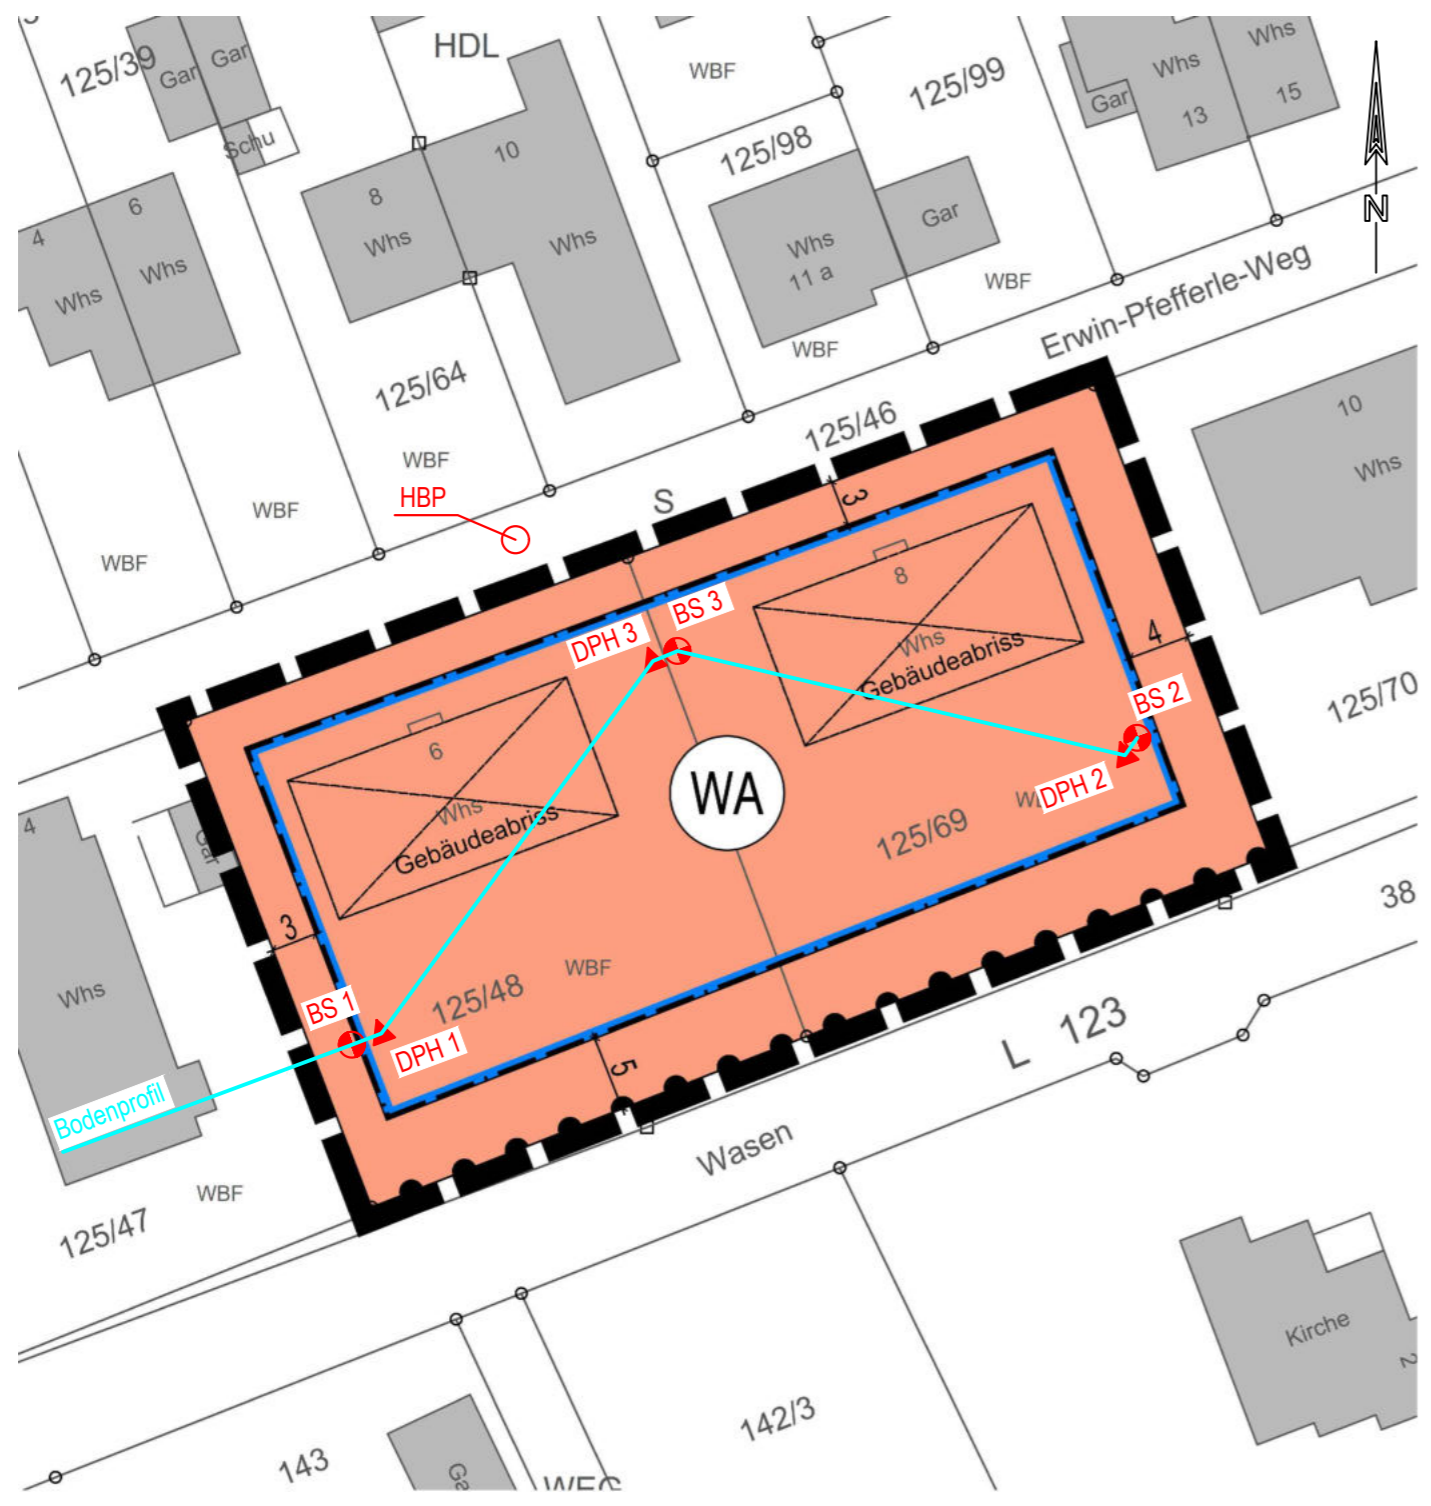 125/39
Gar
Gar
Schu
HDL
WBF
125/99
Whs
Whs
Gar
13
15
125/98
10
8
Whs
Whs
6
4
Whs
Whs
Whs
11 a
Gar
WBF
WBF
N
Erwin-Pfefferle-Weg
125/64
125/46
10
Whs
WBF
HBP
S
WBF
WBF
3
8
BS 3
DPH 3
Whs
Gebäudeabriss
4
BS 2
125/70
6
Whs
Gebäudeabriss
WA
DPH 2
125/69
4
Gar
3
WBF
125/48
38
Whs
BS 1
DPH 1
L 123
5
Bodenprofil
Wasen
WBF
125/47
Kirche
2
142/3
143
WEG